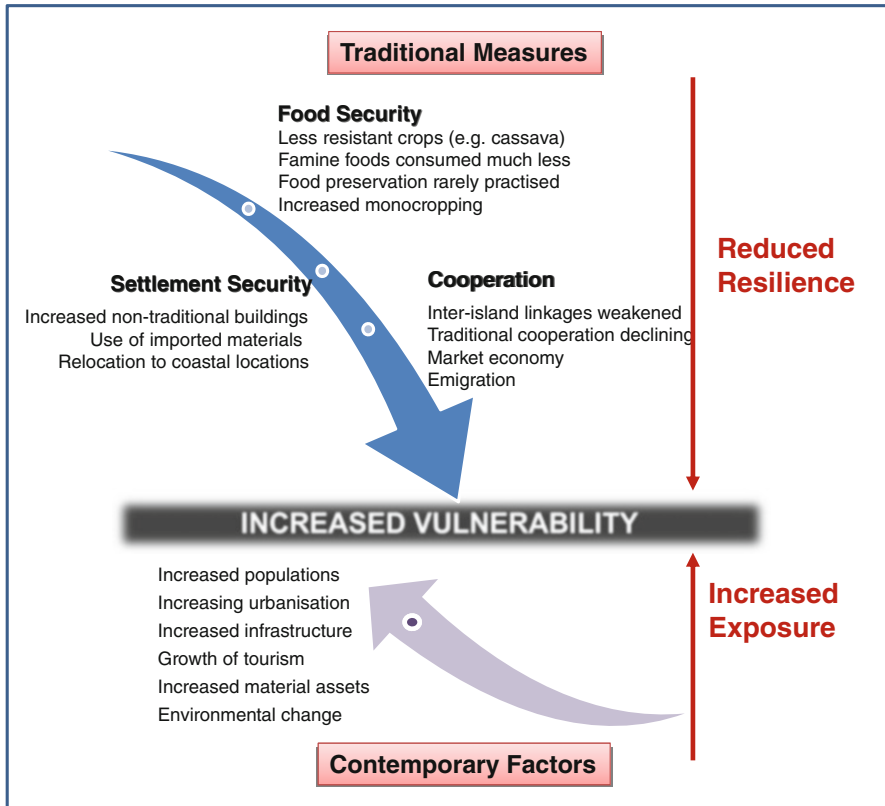 Traditional Measures
Food Security
Less resistant crops (e.g. cassava)
Famine foods consumed much less
Food preservation rarely practised
Increased monocropping
Reduced
Resilience
Settlement Security
Increased non-traditional buildings
Use of imported materials
Relocation to coastal locations
Cooperation
Inter-island linkages weakened
Traditional cooperation declining
Market economy
Emigration
INCREASED VULNERABILITY
Increased populations
Increasing urbanisation
Increased infrastructure
Growth of tourism
Increased material assets
Environmental change
Increased
Exposure
Contemporary Factors